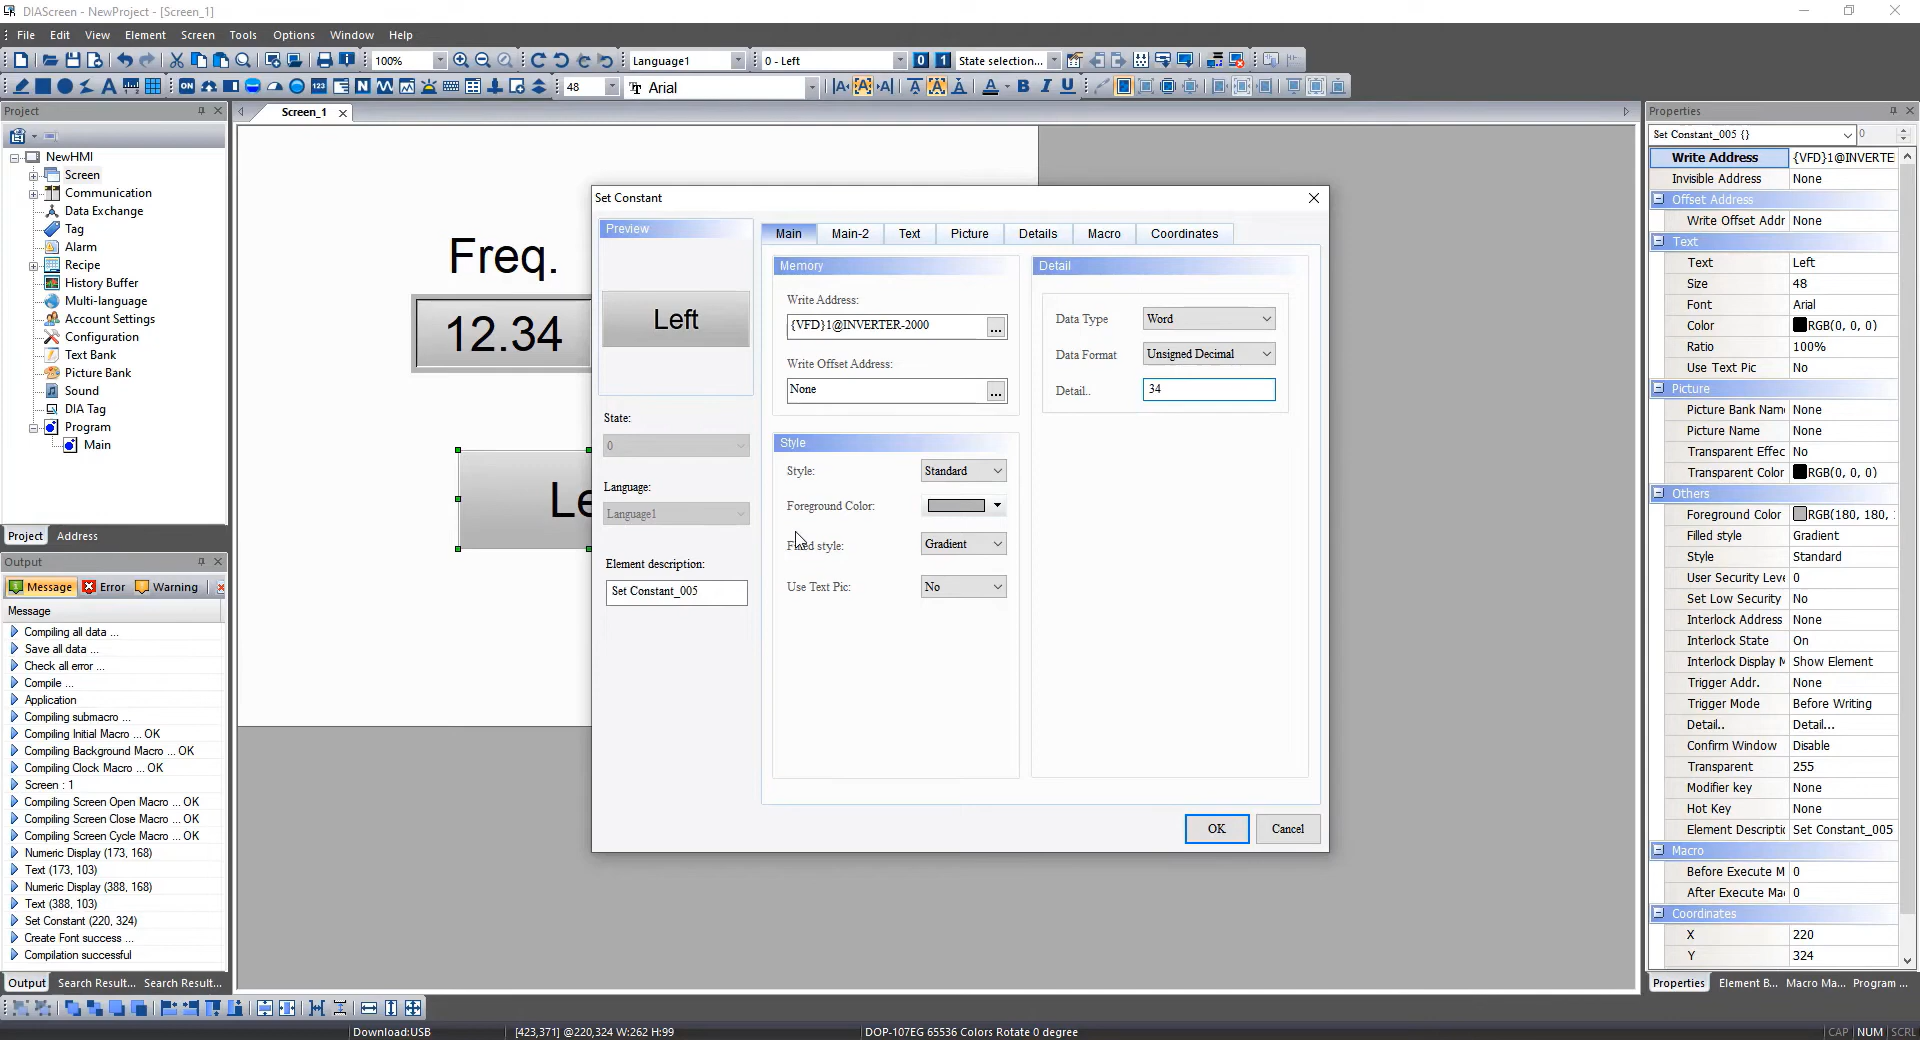 DIAScreen - NewProject - [Screen_1]
File Edit View Element Screen Tools Options Window Help
100% Language1 0 - Left 0 1 State selection...
48 Arial B I U
Project
Screen_1
Properties
NewHMI
Screen
Communication
Data Exchange
Tag
Alarm
Recipe
History Buffer
Multi-language
Account Settings
Configuration
Text Bank
Picture Bank
Sound
DIA Tag
Program
Main
Project Address
Output
Message Error Warning
Message
Compiling all data ...
Save all data ...
Check all error ...
Compile ...
Application
Compiling submacro ...
Compiling Initial Macro ... OK
Compiling Background Macro ... OK
Compiling Clock Macro ... OK
Screen : 1
Compiling Screen Open Macro ... OK
Compiling Screen Close Macro ... OK
Compiling Screen Cycle Macro ... OK
Numeric Display (173, 168)
Text (173, 103)
Numeric Display (388, 168)
Text (388, 103)
Set Constant (220, 324)
Create Font success ...
Compilation successful
Output Search Result... Search Result...
Freq.
12.34
Le
Set Constant
Preview
Left
State:
0
Language:
Language1
Element description:
Set Constant_005
Main Main-2 Text Picture Details Macro Coordinates
Memory
Write Address:
{VFD}1@INVERTER-2000 ...
Write Offset Address:
None ...
Style
Style: Standard
Foreground Color:
Filled style: Gradient
Use Text Pic: No
Detail
Data Type Word
Data Format Unsigned Decimal
Detail.. 34
OK Cancel
Set Constant_005 {} 0
Write Address {VFD}1@INVERTE
Invisible Address None
Offset Address
Write Offset Addr None
Text
Text Left
Size 48
Font Arial
Color RGB(0, 0, 0)
Ratio 100%
Use Text Pic No
Picture
Picture Bank Name None
Picture Name None
Transparent Effec No
Transparent Color RGB(0, 0, 0)
Others
Foreground Color RGB(180, 180, :
Filled style Gradient
Style Standard
User Security Leve 0
Set Low Security No
Interlock Address None
Interlock State On
Interlock Display M Show Element
Trigger Addr. None
Trigger Mode Before Writing
Detail.. Detail...
Confirm Window Disable
Transparent 255
Modifier key None
Hot Key None
Element Descripti Set Constant_005
Macro
Before Execute M 0
After Execute Ma 0
Coordinates
X 220
Y 324
Properties Element B... Macro Ma... Program ...
Download:USB [423,371] @220,324 W:262 H:99 DOP-107EG 65536 Colors Rotate 0 degree CAP NUM SCRL